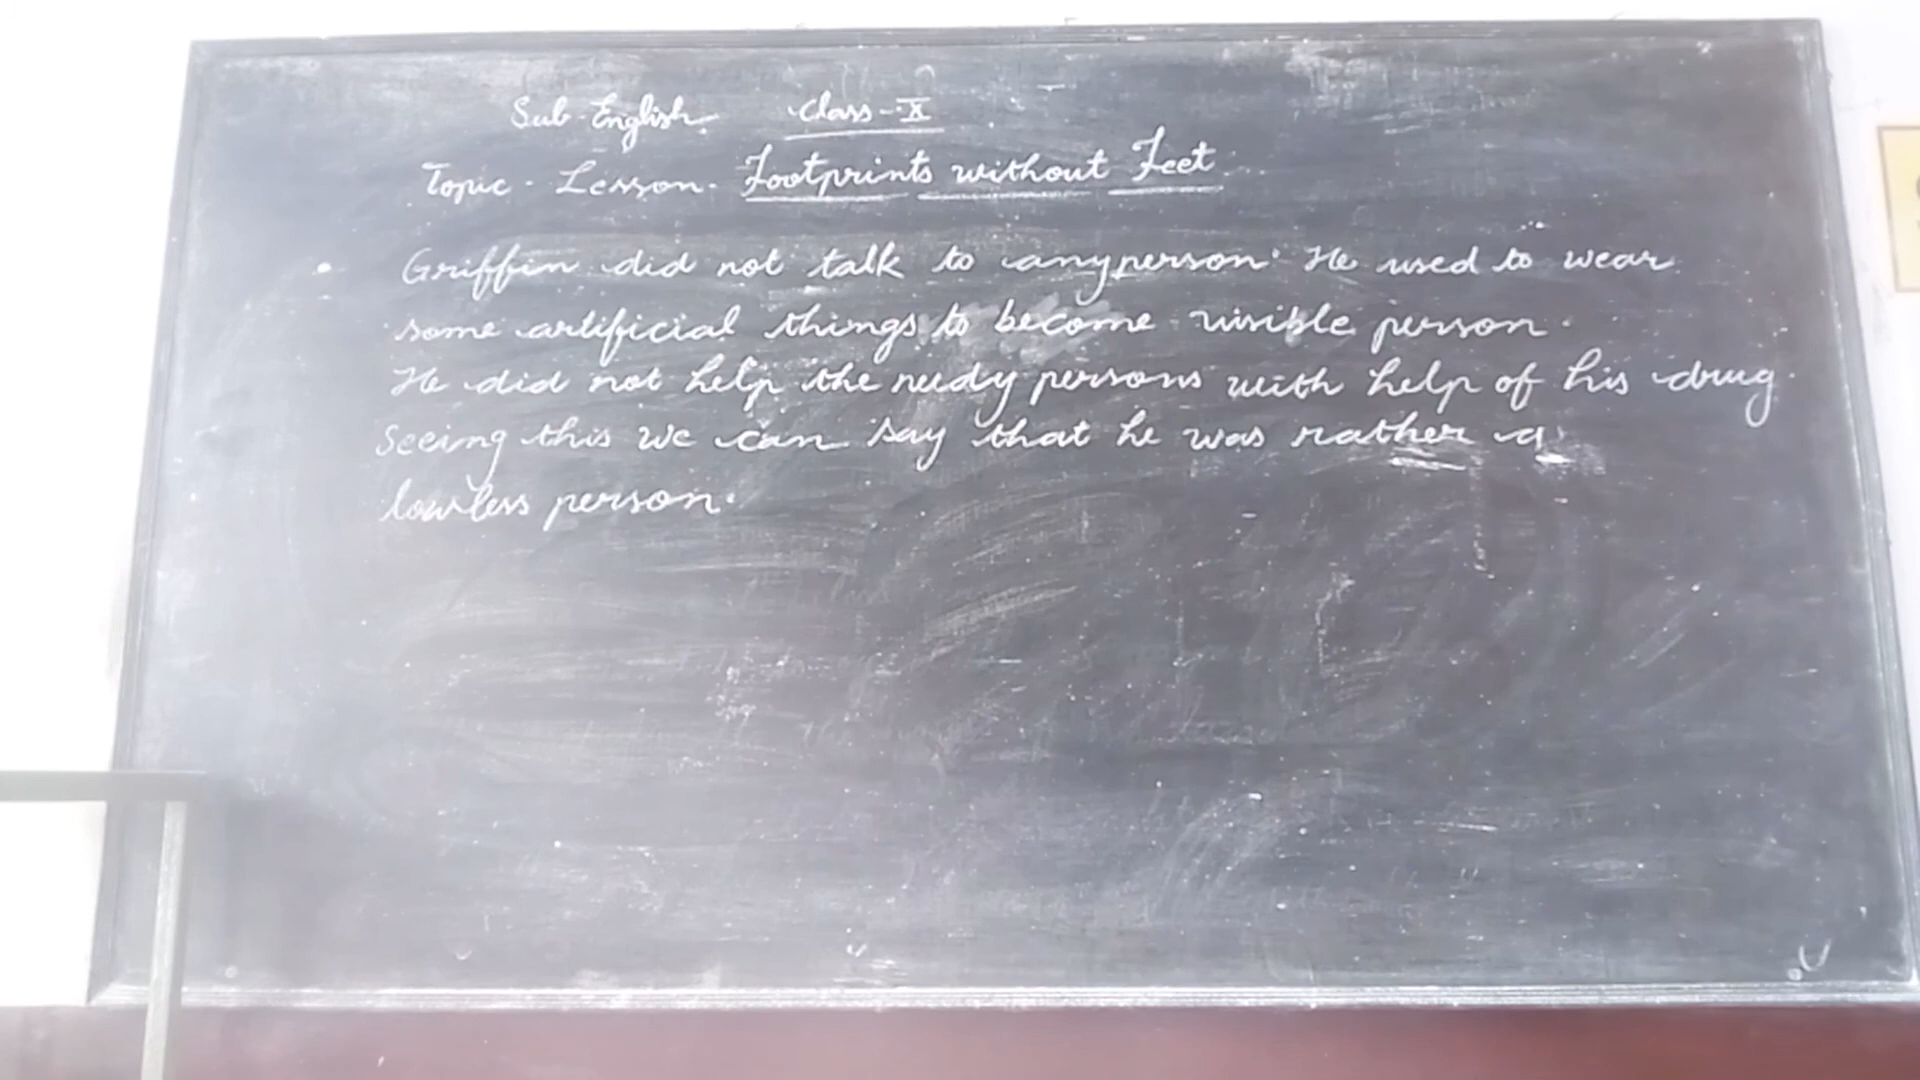 Sub-English Class-X
Topic - Lesson - Footprints without Feet
Griffin did not talk to anyperson. He used to wear
some artificial things to become visible person.
He did not help the needy persons with help of his drug.
Seeing this we can say that he was rather a
lawless person.